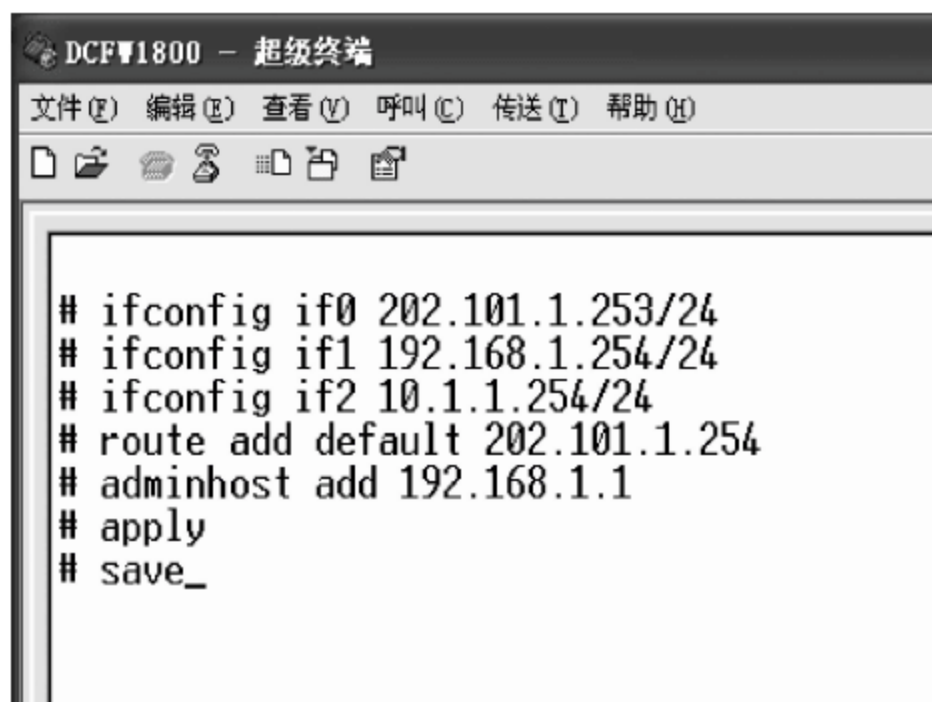 DCFW1800 - 超级终端
文件(F) 编辑(E) 查看(V) 呼叫(C) 传送(T) 帮助(H)
# ifconfig if0 202.101.1.253/24
# ifconfig if1 192.168.1.254/24
# ifconfig if2 10.1.1.254/24
# route add default 202.101.1.254
# adminhost add 192.168.1.1
# apply
# save_